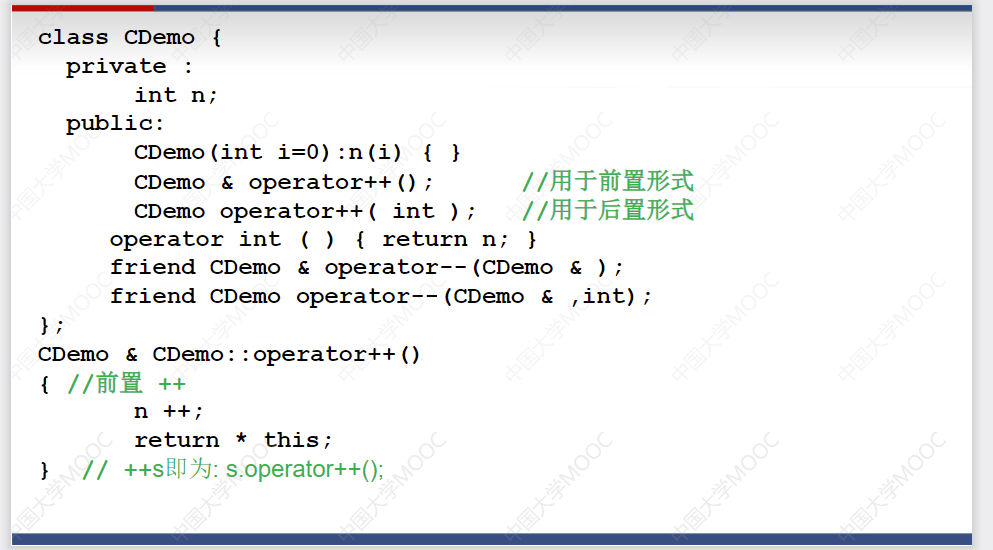 class CDemo {
private :
int n;
public:
CDemo(int i=0):n(i) { }
CDemo & operator++(); //用于前置形式
CDemo operator++( int ); //用于后置形式
operator int ( ) { return n; }
friend CDemo & operator--(CDemo & );
friend CDemo operator--(CDemo & ,int);
};
CDemo & CDemo::operator++()
{ //前置 ++
n ++;
return * this;
} // ++s即为: s.operator++();
中国大学MOOC